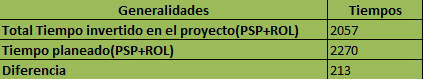 Generalidades Tiempos
Total Tiempo invertido en el proyecto(PSP+ROL) 2057
Tiempo planeado(PSP+ROL) 2270
Diferencia 213